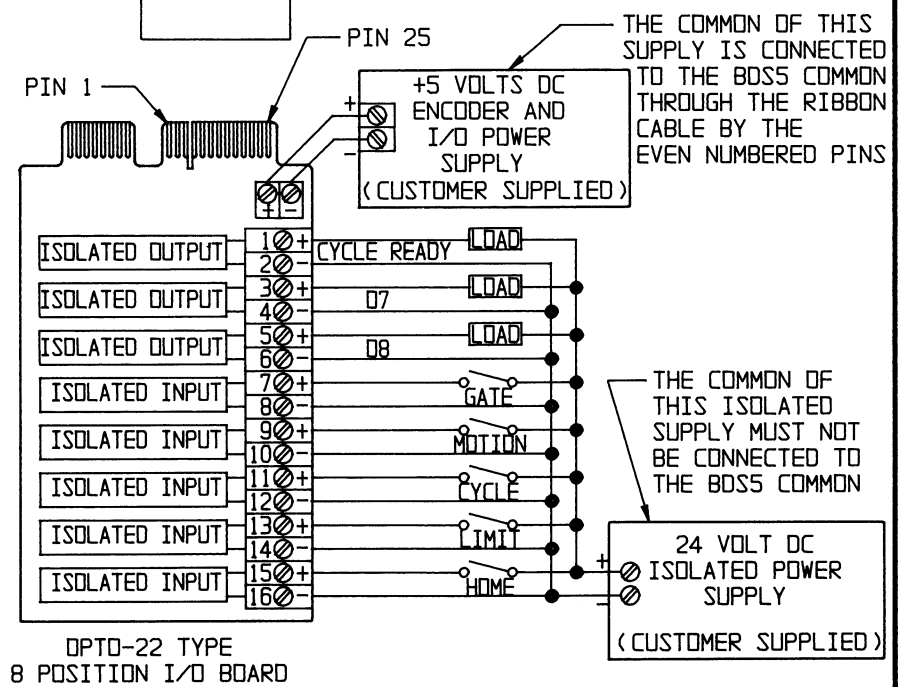 PIN 25
PIN 1
THE COMMON OF THIS
SUPPLY IS CONNECTED
TO THE BDS5 COMMON
THROUGH THE RIBBON
CABLE BY THE
EVEN NUMBERED PINS
+5 VOLTS DC
ENCODER AND
I/O POWER
SUPPLY
(CUSTOMER SUPPLIED)
+
-
+ -
ISOLATED OUTPUT 1 + CYCLE READY LOAD
2 -
ISOLATED OUTPUT 3 + O7 LOAD
4 -
ISOLATED OUTPUT 5 + O8 LOAD
6 -
ISOLATED INPUT 7 + GATE
8 -
ISOLATED INPUT 9 + MOTION
10 -
ISOLATED INPUT 11 + CYCLE
12 -
ISOLATED INPUT 13 + LIMIT
14 -
ISOLATED INPUT 15 + HOME
16 -
THE COMMON OF
THIS ISOLATED
SUPPLY MUST NOT
BE CONNECTED TO
THE BDS5 COMMON
+
-
24 VOLT DC
ISOLATED POWER
SUPPLY
(CUSTOMER SUPPLIED)
OPTO-22 TYPE
8 POSITION I/O BOARD